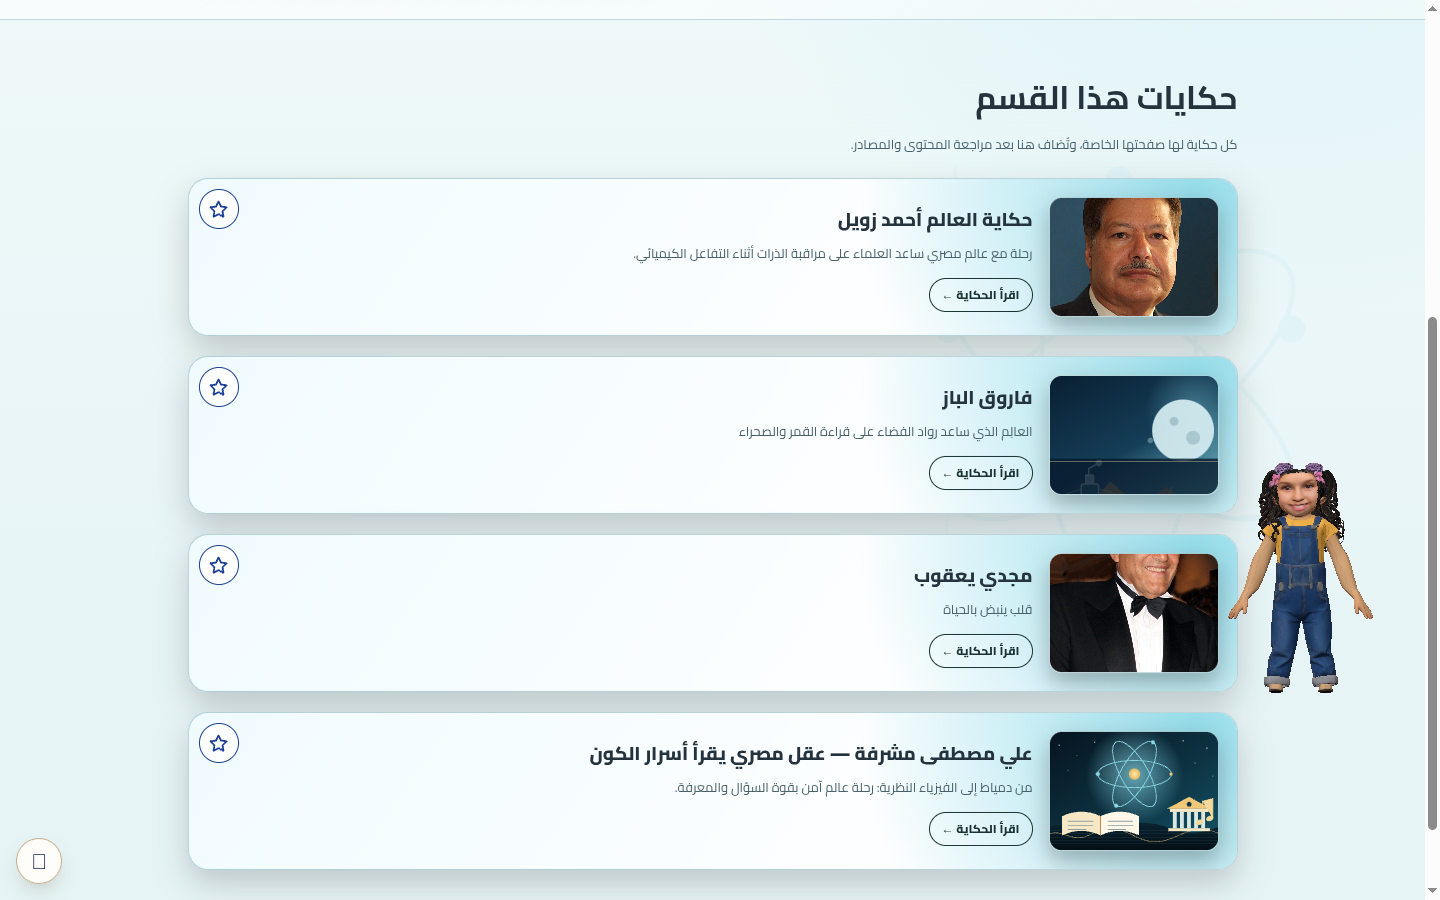 حكايات هذا القسم
كل حكاية لها صفحتها الخاصة، وتُضاف هنا بعد مراجعة المحتوى والمصادر.
حكاية العالم أحمد زويل
رحلة مع عالم مصري ساعد العلماء على مراقبة الذرات أثناء التفاعل الكيميائي.
اقرأ الحكاية ←
فاروق الباز
العالِم الذي ساعد رواد الفضاء على قراءة القمر والصحراء
اقرأ الحكاية ←
مجدي يعقوب
قلب ينبض بالحياة
اقرأ الحكاية ←
علي مصطفى مشرفة — عقل مصري يقرأ أسرار الكون
من دمياط إلى الفيزياء النظرية: رحلة عالم آمن بقوة السؤال والمعرفة.
اقرأ الحكاية ←